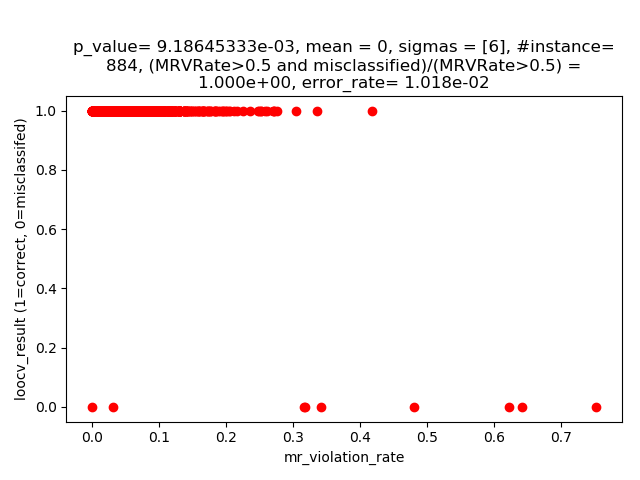 p_value= 9.18645333e-03, mean = 0, sigmas = [6], #instance=
884, (MRVRate>0.5 and misclassified)/(MRVRate>0.5) =
1.000e+00, error_rate= 1.018e-02
loocv_result (1=correct, 0=misclassifed)
1.0
0.8
0.6
0.4
0.2
0.0
0.0 0.1 0.2 0.3 0.4 0.5 0.6 0.7
mr_violation_rate